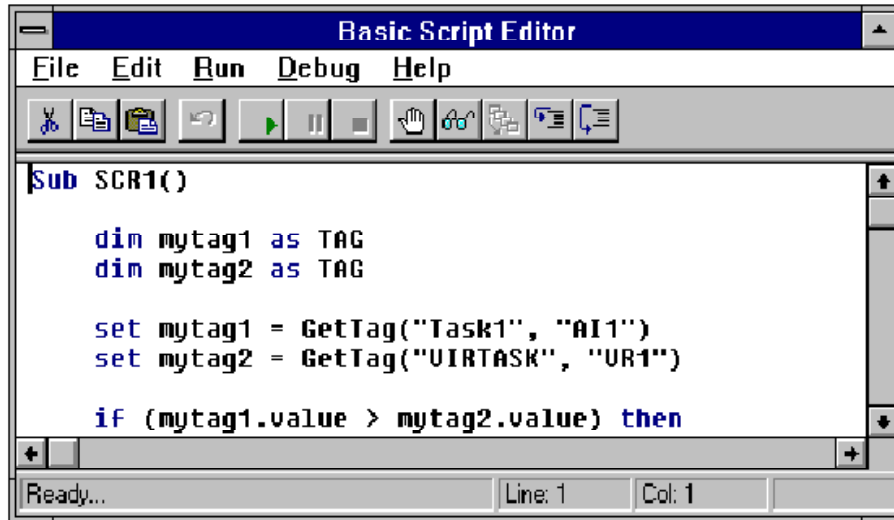 Basic Script Editor
File Edit Run Debug Help
Sub SCR1()
dim mytag1 as TAG
dim mytag2 as TAG
set mytag1 = GetTag("Task1", "AI1")
set mytag2 = GetTag("VIRTASK", "VR1")
if (mytag1.value > mytag2.value) then
Ready... Line: 1 Col: 1